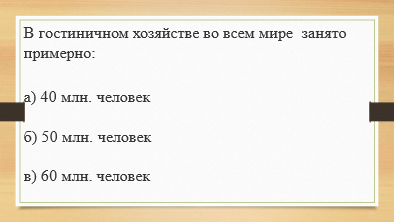 В гостиничном хозяйстве во всем мире  занято
примерно:
а) 40 млн. человек
б) 50 млн. человек
в) 60 млн. человек